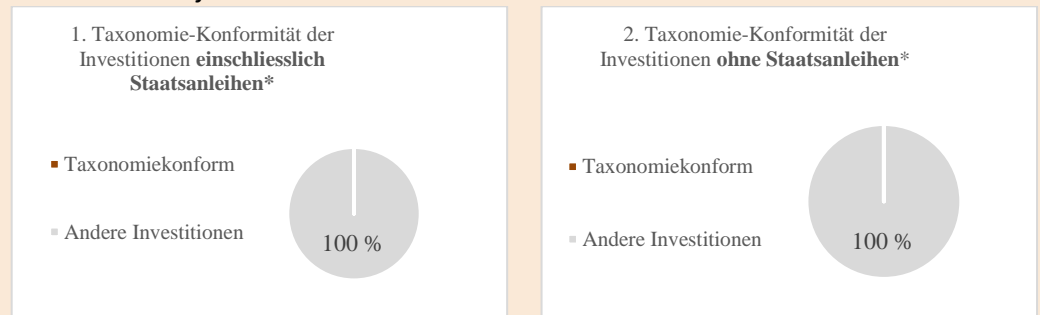 1. Taxonomie-Konformität der
Investitionen einschliesslich
Staatsanleihen*
Taxonomiekonform
Andere Investitionen
100 %
2. Taxonomie-Konformität der
Investitionen ohne Staatsanleihen*
Taxonomiekonform
Andere Investitionen
100 %